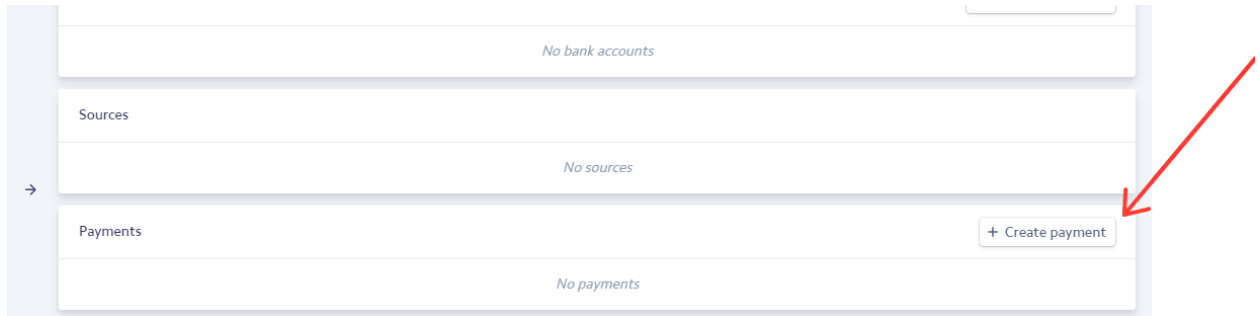 No bank accounts
Sources
No sources
Payments
+ Create payment
No payments